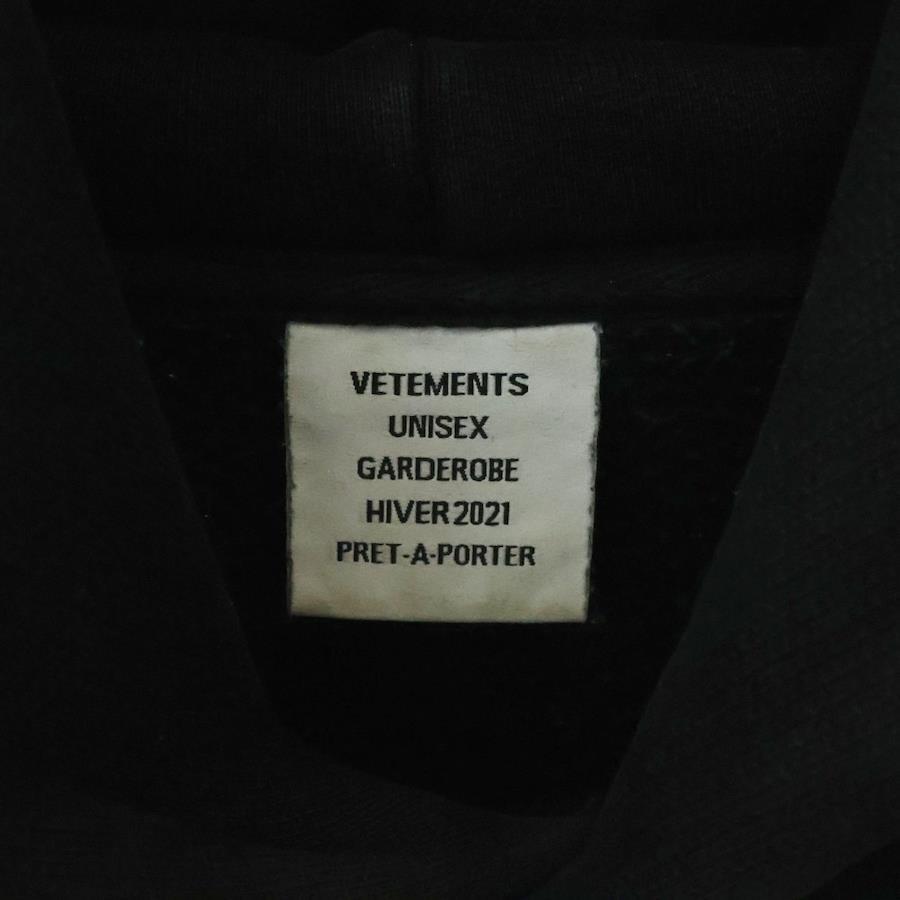 VETEMENTS
UNISEX
GARDEROBE
HIVER 2021
PRET-A-PORTER